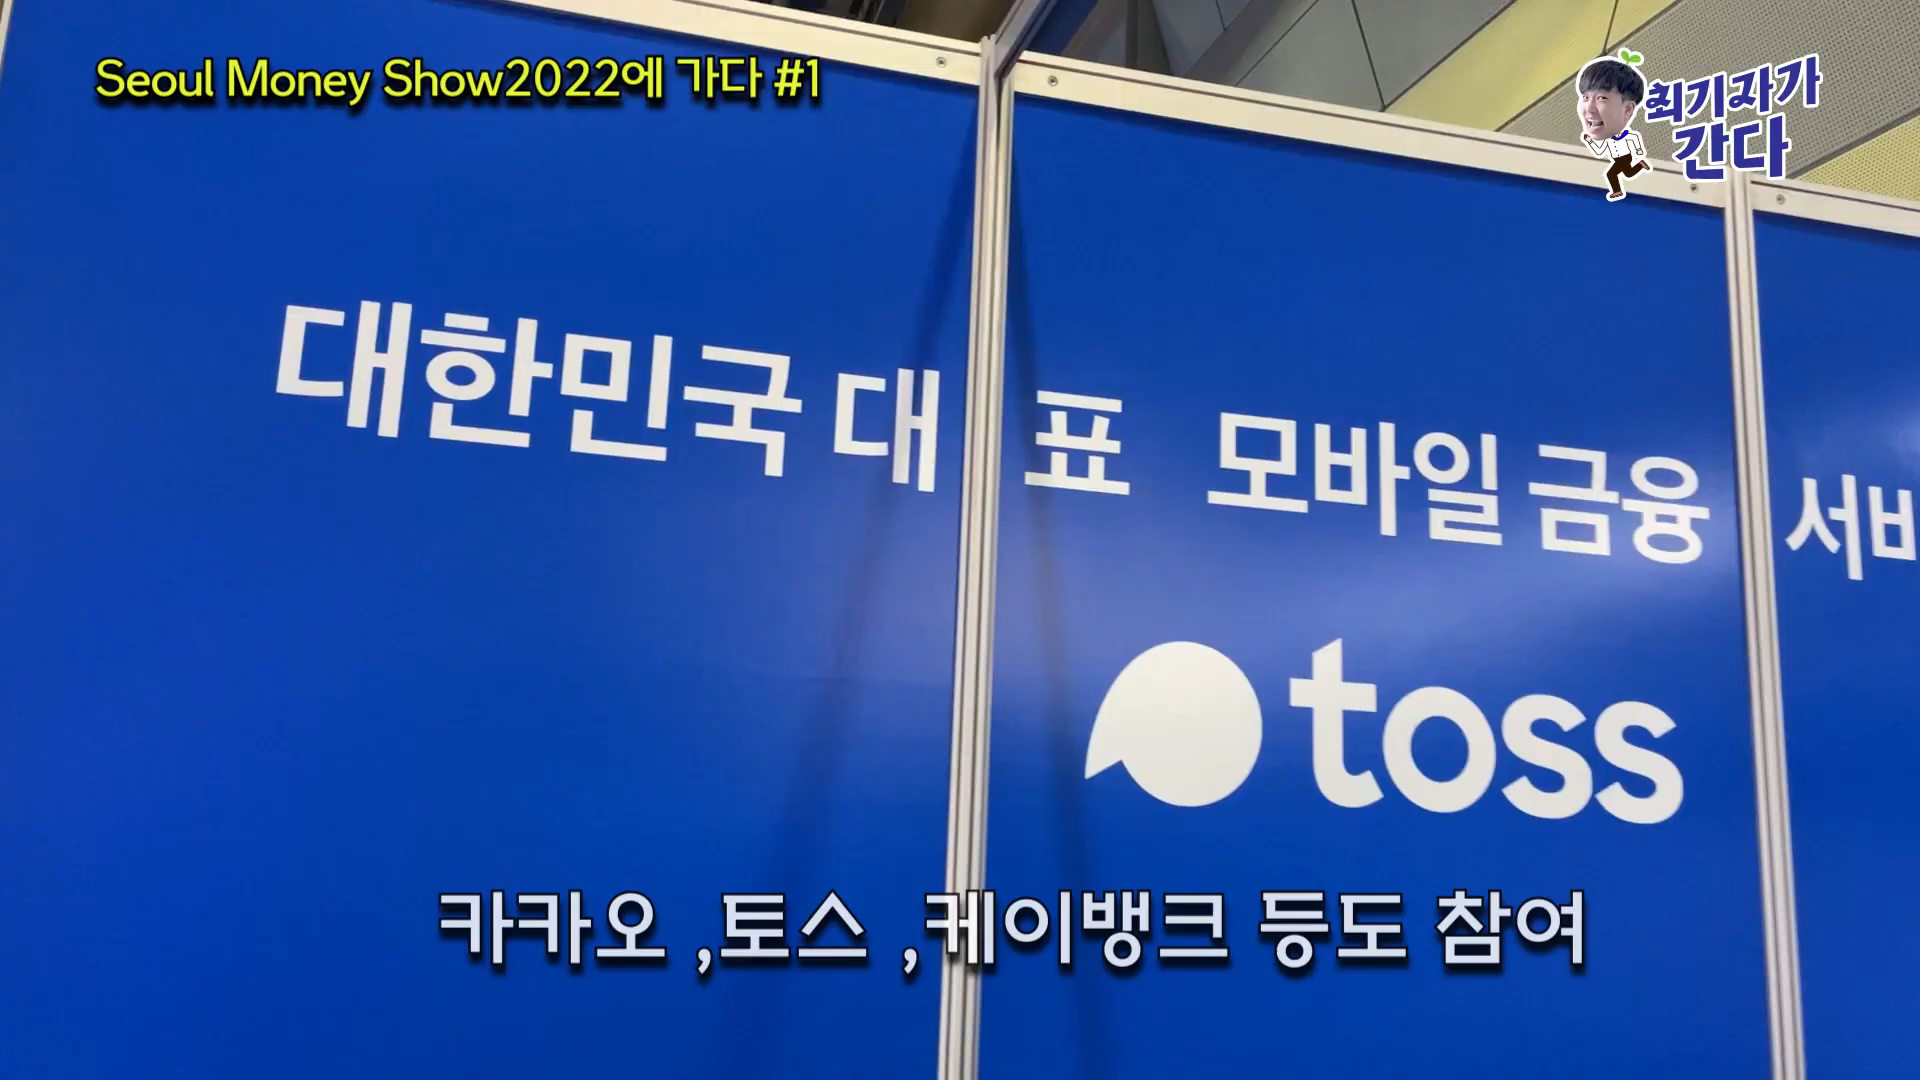 Seoul Money Show2022에 가다 #1
최기자가
간다
대한민국 대표 모바일 금융 서비
toss
카카오 ,토스 ,케이뱅크 등도 참여